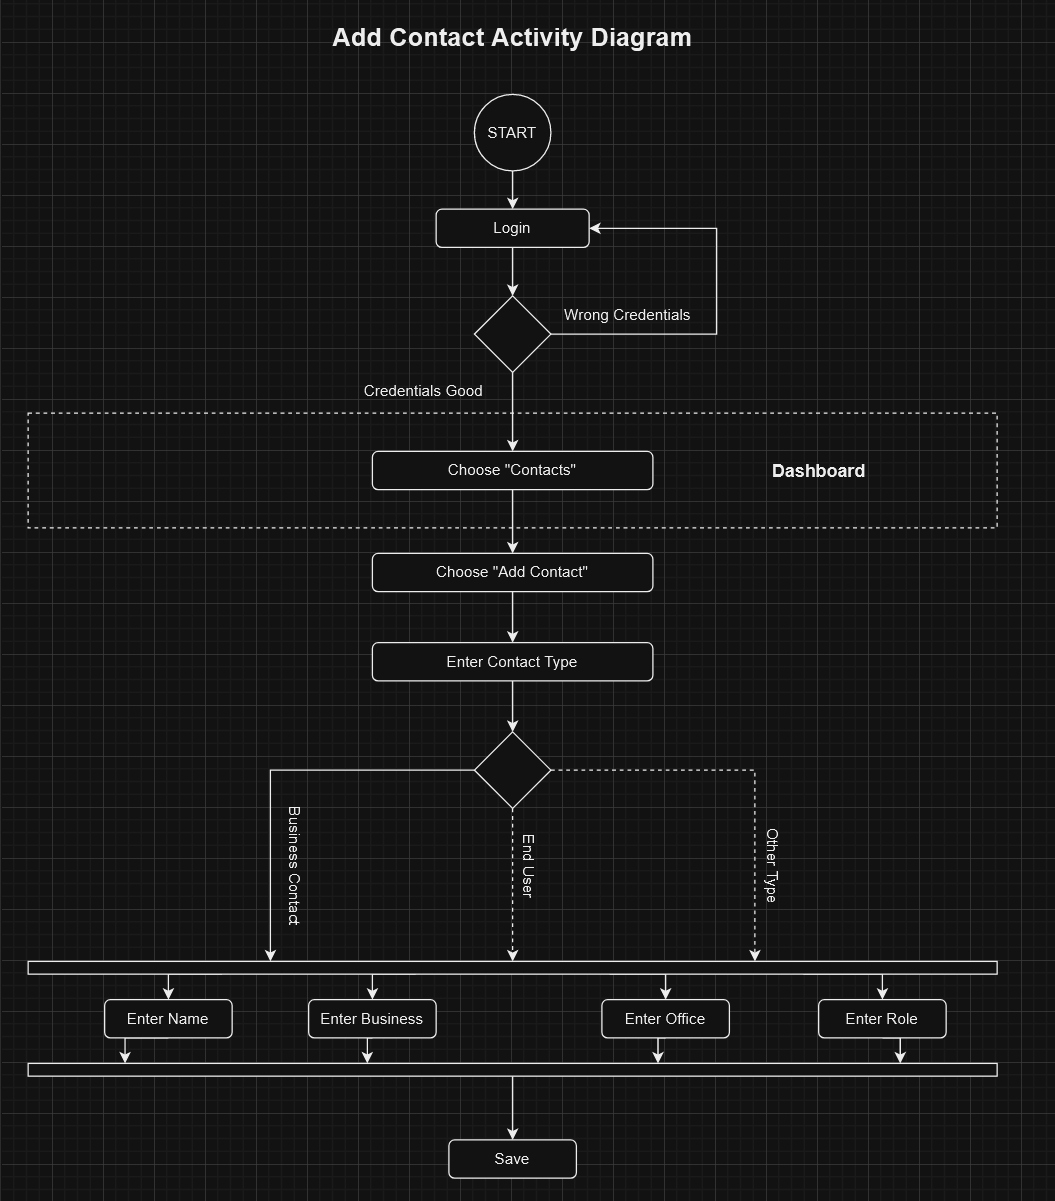 Add Contact Activity Diagram
START
Login
Wrong Credentials
Credentials Good
Choose "Contacts"
Dashboard
Choose "Add Contact"
Enter Contact Type
Business Contact
End User
Other Type
Enter Name
Enter Business
Enter Office
Enter Role
Save